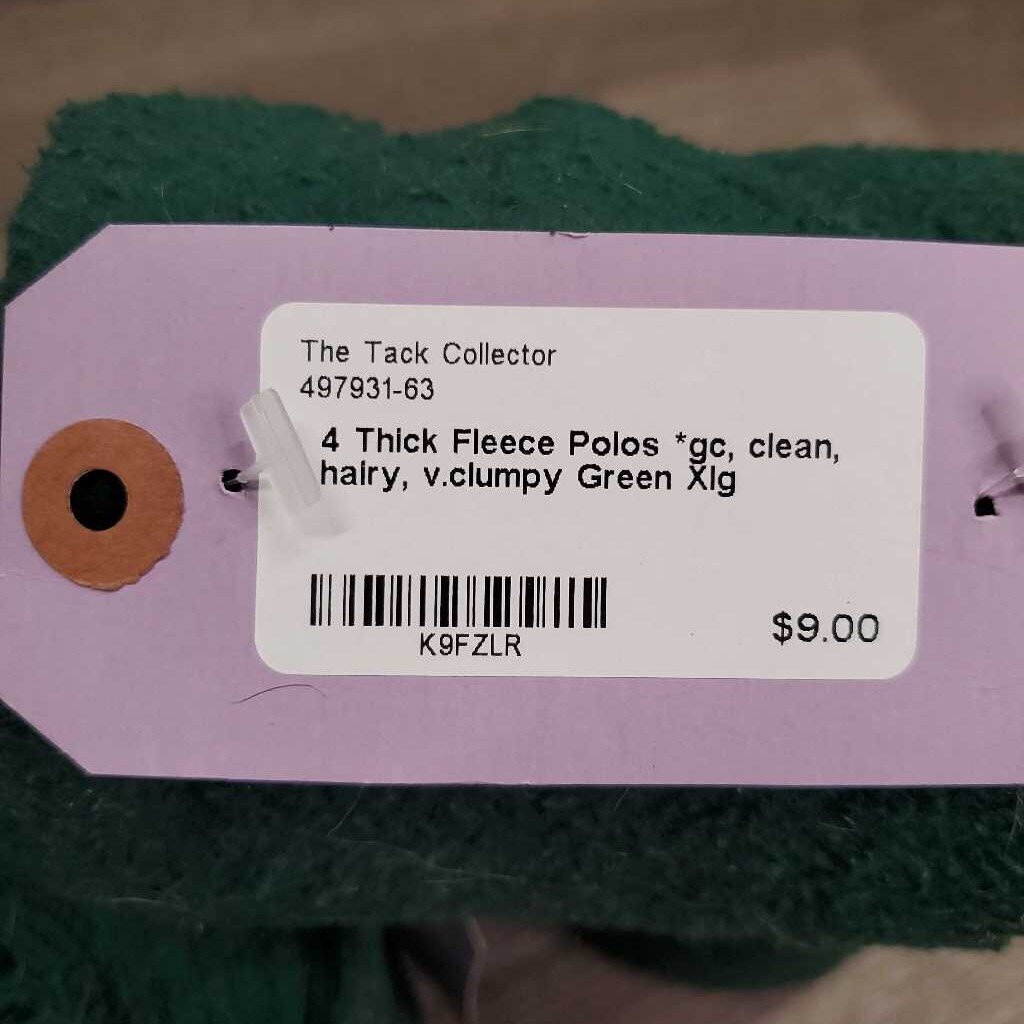 The Tack Collector
497931-63
4 Thick Fleece Polos *gc, clean,
hairy, v.clumpy Green Xlg
K9FZLR
$9.00